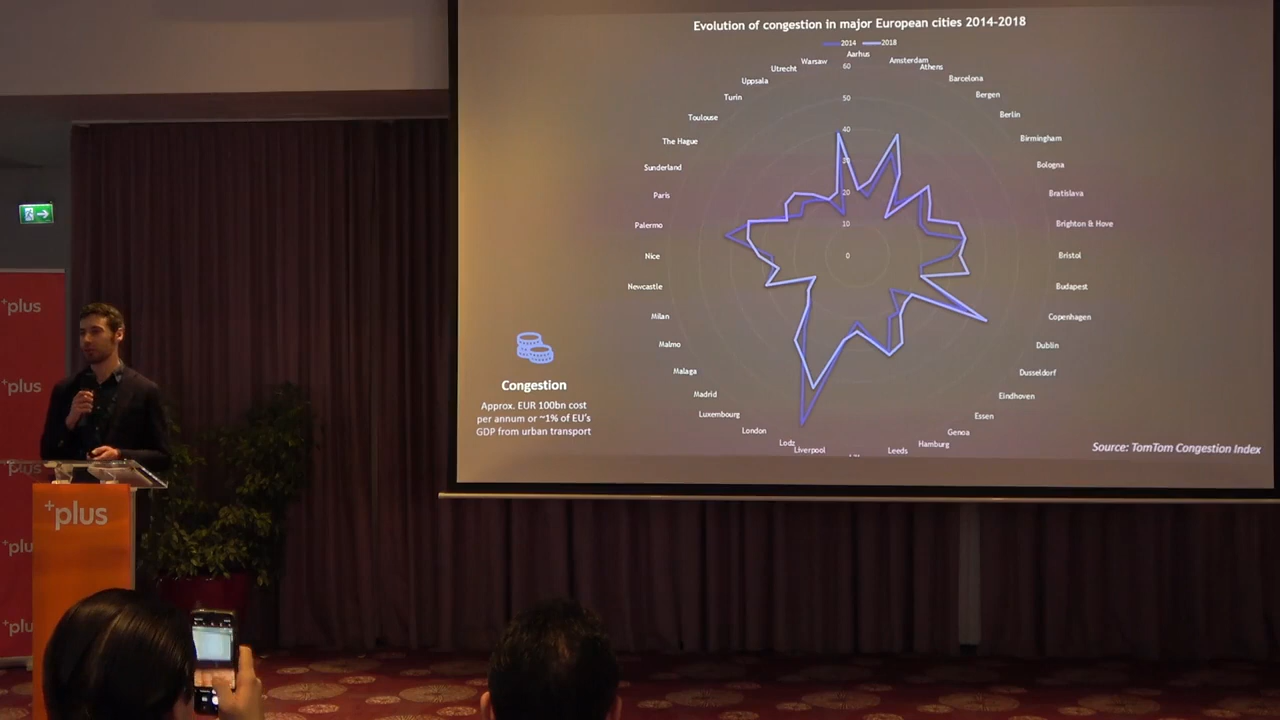 Evolution of congestion in major European cities 2014-2018
2014 2018
Aarhus
Amsterdam
Athens
Barcelona
Bergen
Berlin
Birmingham
Bologna
Bratislava
Brighton & Hove
Bristol
Budapest
Copenhagen
Dublin
Dusseldorf
Eindhoven
Essen
Genoa
Hamburg
Leeds
Liverpool
Lodz
London
Luxembourg
Madrid
Malaga
Malmo
Milan
Newcastle
Nice
Palermo
Paris
Sunderland
The Hague
Toulouse
Turin
Uppsala
Utrecht
Warsaw
60
50
40
30
20
10
0
Congestion
Approx. EUR 100bn cost
per annum or ~1% of EU's
GDP from urban transport
Source: TomTom Congestion Index
+plus
+plus
+plus
+plus
+plu
+plu